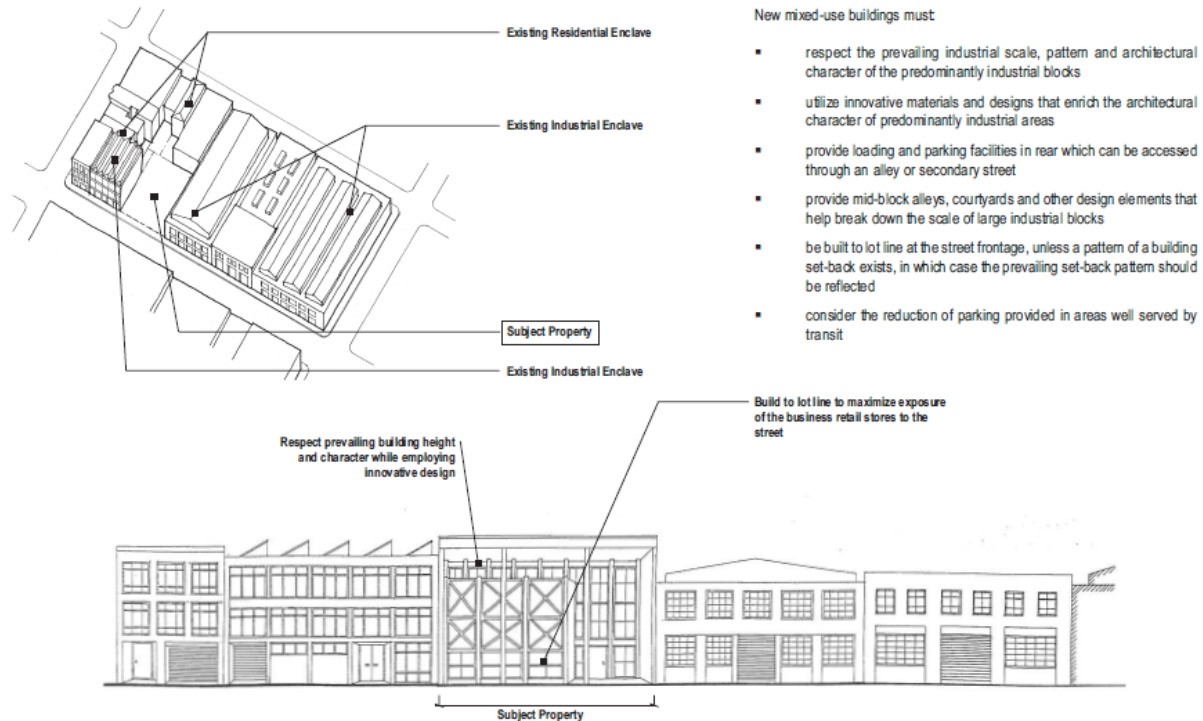 Existing Residential Enclave
Existing Industrial Enclave
Subject Property
Existing Industrial Enclave
New mixed-use buildings must:
▪ respect the prevailing industrial scale, pattern and architectural
character of the predominantly industrial blocks
▪ utilize innovative materials and designs that enrich the architectural
character of predominantly industrial areas
▪ provide loading and parking facilities in rear which can be accessed
through an alley or secondary street
▪ provide mid-block alleys, courtyards and other design elements that
help break down the scale of large industrial blocks
▪ be built to lot line at the street frontage, unless a pattern of a building
set-back exists, in which case the prevailing set-back pattern should
be reflected
▪ consider the reduction of parking provided in areas well served by
transit
Build to lot line to maximize exposure
of the business retail stores to the
street
Respect prevailing building height
and character while employing
innovative design
Subject Property